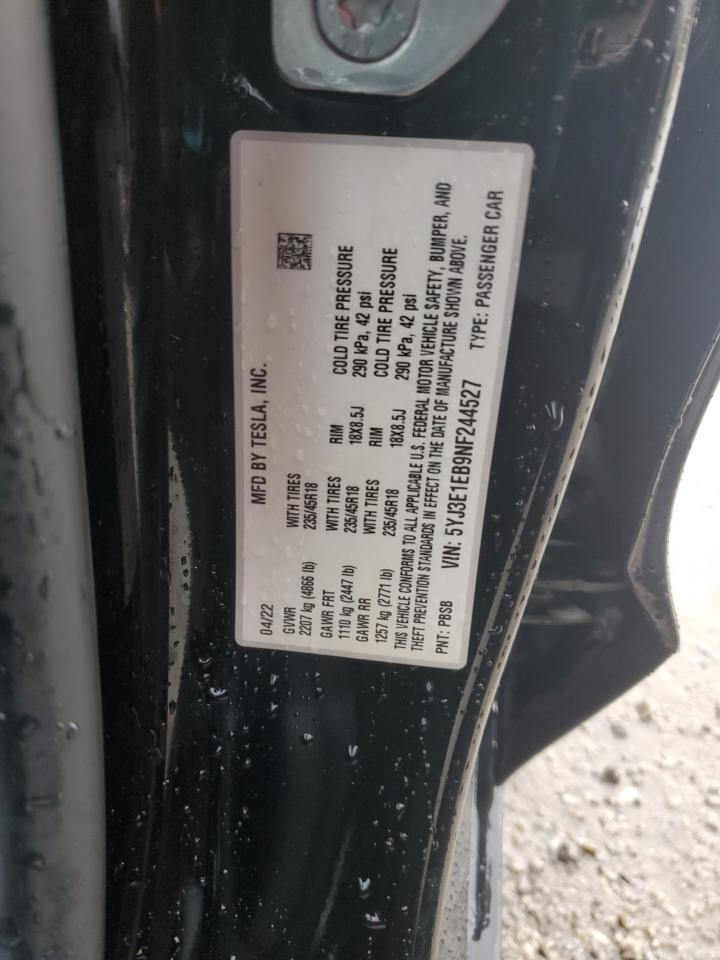 MFD BY TESLA, INC.
04/22
GVWR WITH TIRES
2207 kg (4866 lb) 235/45R18
GAWR FRT WITH TIRES RIM COLD TIRE PRESSURE
1110 kg (2447 lb) 235/45R18 18X8.5J 290 kPa, 42 psi
GAWR RR WITH TIRES RIM COLD TIRE PRESSURE
1257 kg (2771 lb) 235/45R18 18X8.5J 290 kPa, 42 psi
THIS VEHICLE CONFORMS TO ALL APPLICABLE U.S. FEDERAL MOTOR VEHICLE SAFETY, BUMPER, AND
THEFT PREVENTION STANDARDS IN EFFECT ON THE DATE OF MANUFACTURE SHOWN ABOVE.
PNT: PBSB VIN: 5YJ3E1EB9NF244527 TYPE: PASSENGER CAR